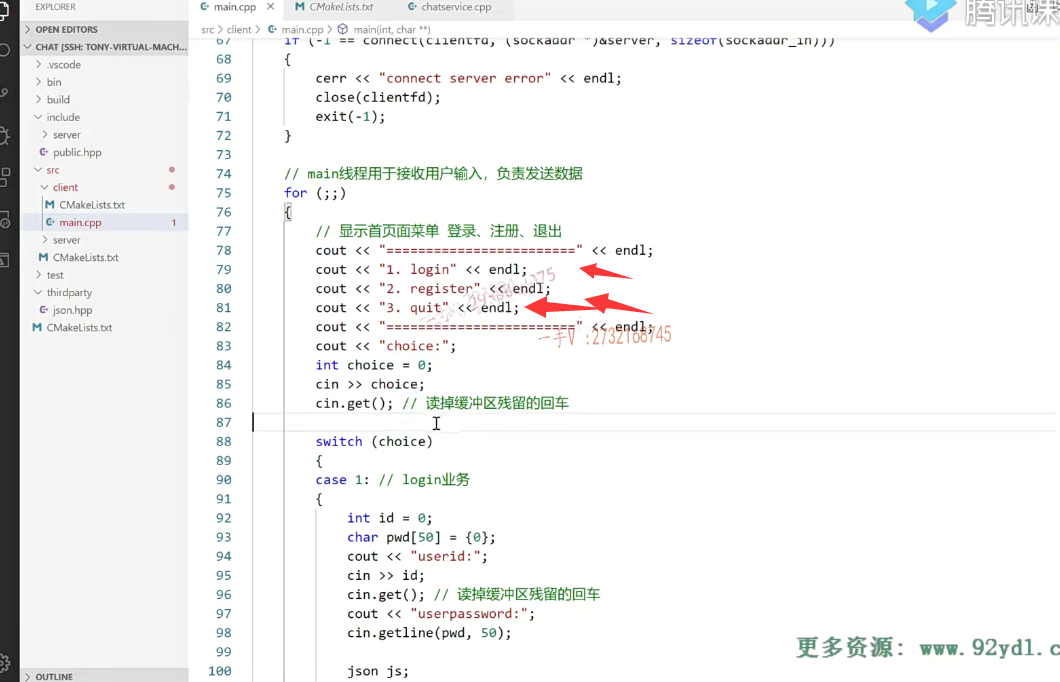 EXPLORER
OPEN EDITORS
CHAT [SSH: TONY-VIRTUAL-MACH...
.vscode
bin
build
include
server
public.hpp
src
client
CMakeLists.txt
main.cpp 1
server
CMakeLists.txt
test
thirdparty
json.hpp
CMakeLists.txt
OUTLINE
main.cpp CMakeLists.txt chatservice.cpp
腾讯课
src > client > main.cpp > main(int, char **)
67 if (-1 == connect(clientfd, (sockaddr *)&server, sizeof(sockaddr_in)))
68 {
69 cerr << "connect server error" << endl;
70 close(clientfd);
71 exit(-1);
72 }
73
74 // main线程用于接收用户输入，负责发送数据
75 for (;;)
76 {
77 // 显示首页面菜单 登录、注册、退出
78 cout << "========================" << endl;
79 cout << "1. login" << endl;
80 cout << "2. register" << endl;
81 cout << "3. quit" << endl;
82 cout << "========================" << endl;
一手V :2732168745
83 cout << "choice:";
84 int choice = 0;
85 cin >> choice;
86 cin.get(); // 读掉缓冲区残留的回车
87
88 switch (choice)
89 {
90 case 1: // login业务
91 {
92 int id = 0;
93 char pwd[50] = {0};
94 cout << "userid:";
95 cin >> id;
96 cin.get(); // 读掉缓冲区残留的回车
97 cout << "userpassword:";
98 cin.getline(pwd, 50);
99
100 json js;
更多资源: www.92ydl.c